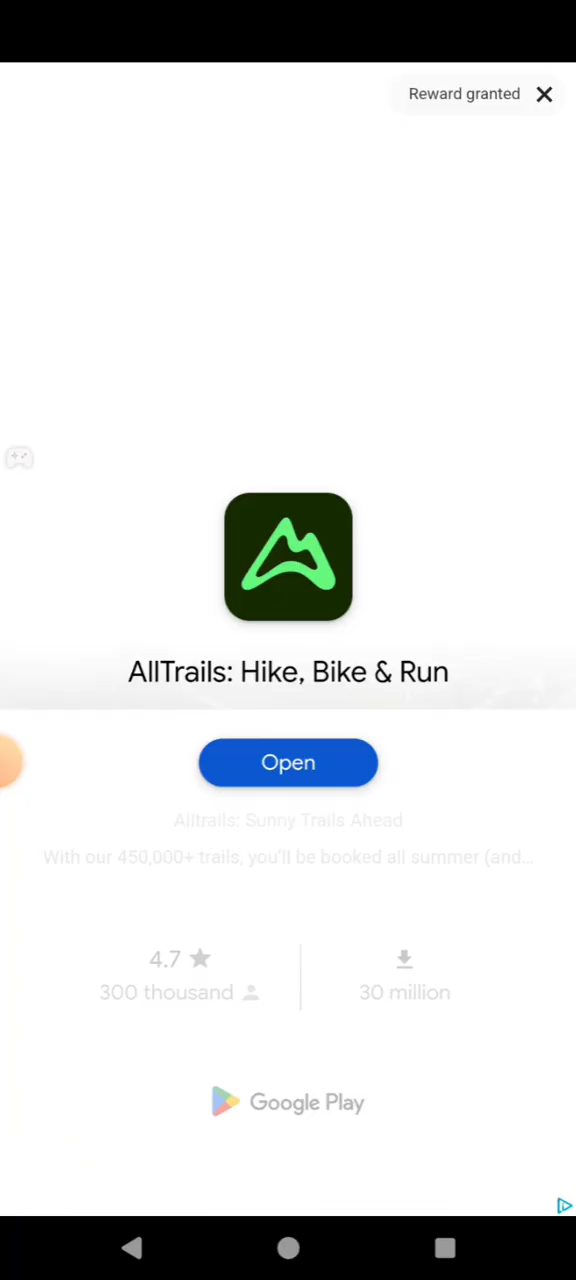 Reward granted
AllTrails: Hike, Bike & Run
Open
Alltrails: Sunny Trails Ahead
With our 450,000+ trails, you'll be booked all summer (and...
4.7
300 thousand
30 million
Google Play